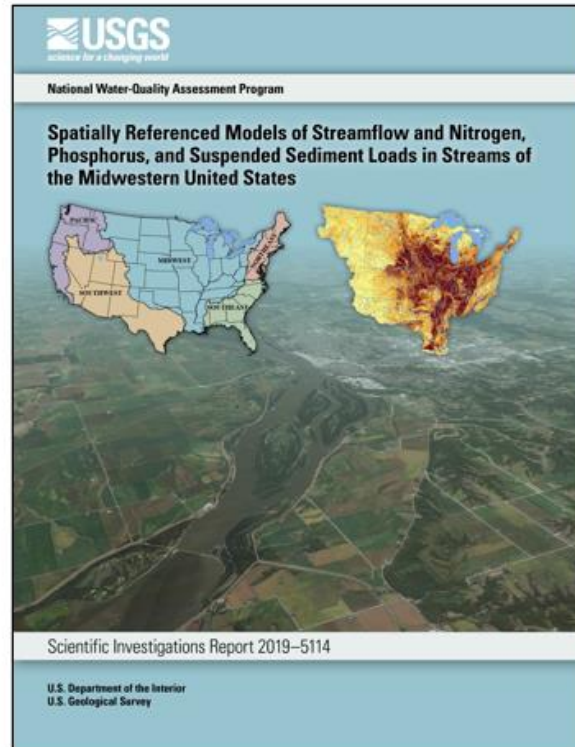 USGS
science for a changing world
National Water-Quality Assessment Program
Spatially Referenced Models of Streamflow and Nitrogen,
Phosphorus, and Suspended Sediment Loads in Streams of
the Midwestern United States
PACIFIC
MIDWEST
NORTHEAST
SOUTHWEST
SOUTHEAST
Scientific Investigations Report 2019–5114
U.S. Department of the Interior
U.S. Geological Survey